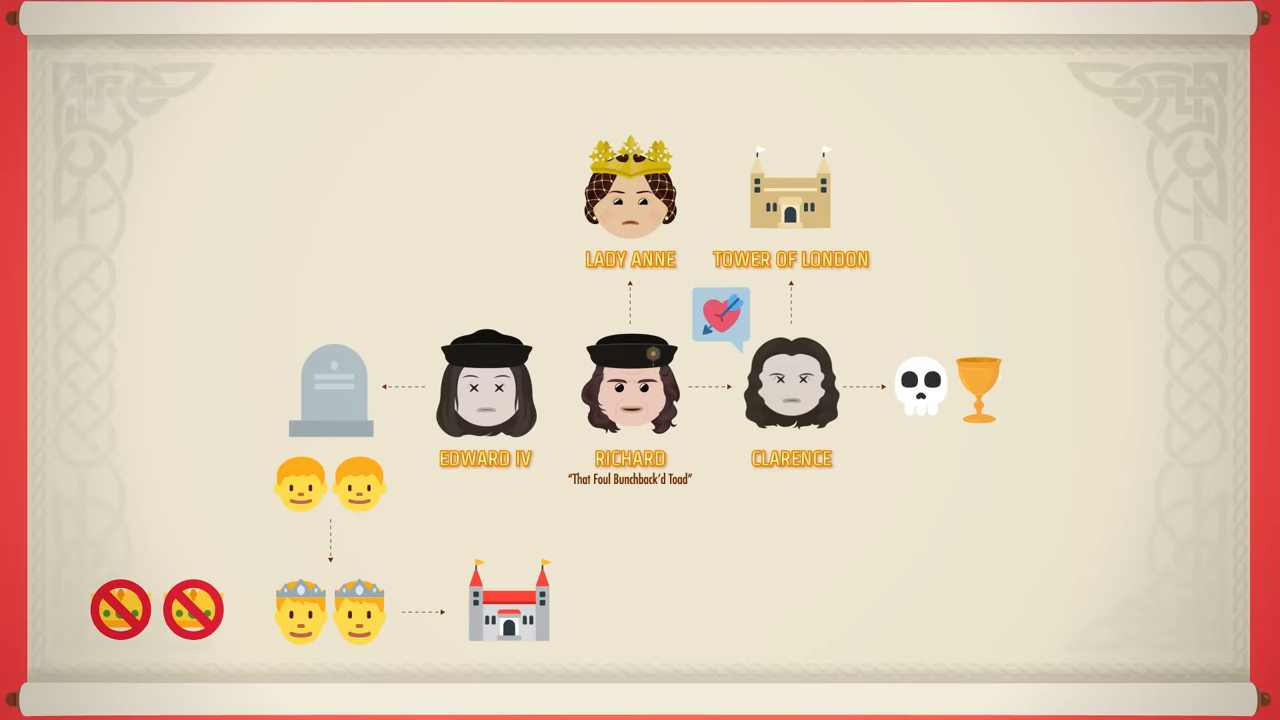 LADY ANNE
TOWER OF LONDON
EDWARD IV
RICHARD
CLARENCE
“That Foul Bunchback’d Toad”